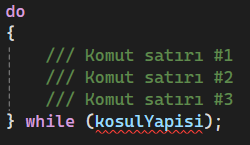 do
{
    /// Komut satırı #1
    /// Komut satırı #2
    /// Komut satırı #3
} while (kosulYapisi);